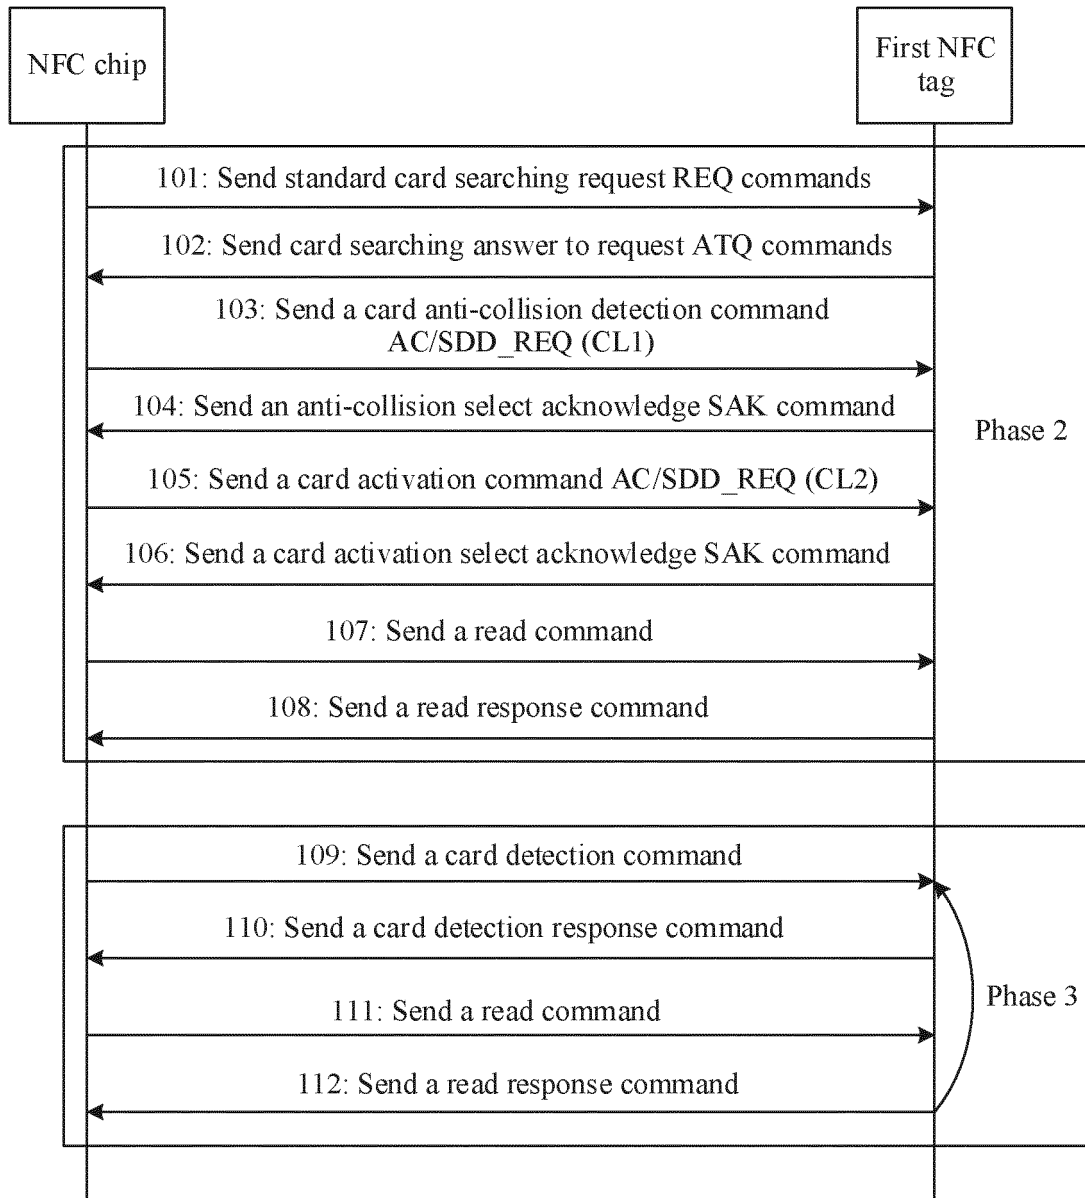 NFC chip
First NFC
tag
101: Send standard card searching request REQ commands
102: Send card searching answer to request ATQ commands
103: Send a card anti-collision detection command
AC/SDD_REQ (CL1)
104: Send an anti-collision select acknowledge SAK command
Phase 2
105: Send a card activation command AC/SDD_REQ (CL2)
106: Send a card activation select acknowledge SAK command
107: Send a read command
108: Send a read response command
109: Send a card detection command
110: Send a card detection response command
Phase 3
111: Send a read command
112: Send a read response command